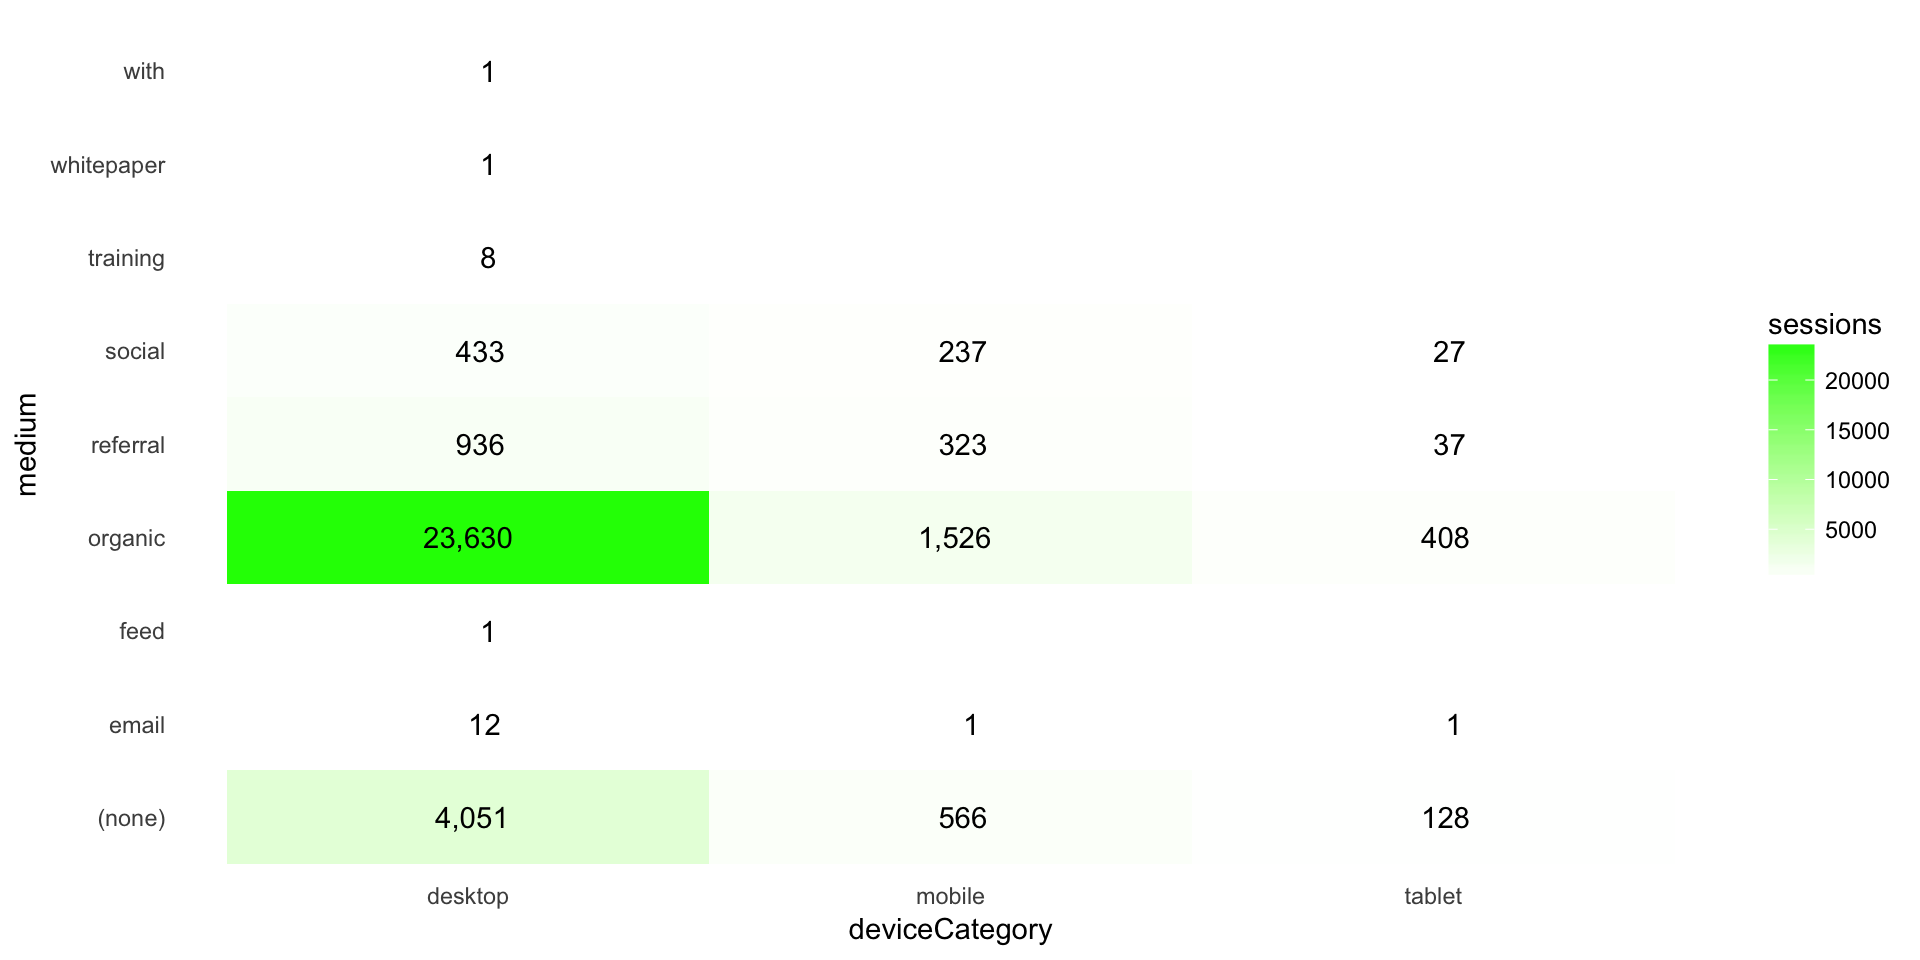 with 1
whitepaper 1
training 8
social 433 237 27
referral 936 323 37
organic 23,630 1,526 408
feed 1
email 12 1 1
(none) 4,051 566 128
desktop mobile tablet
deviceCategory
medium
sessions
20000
15000
10000
5000